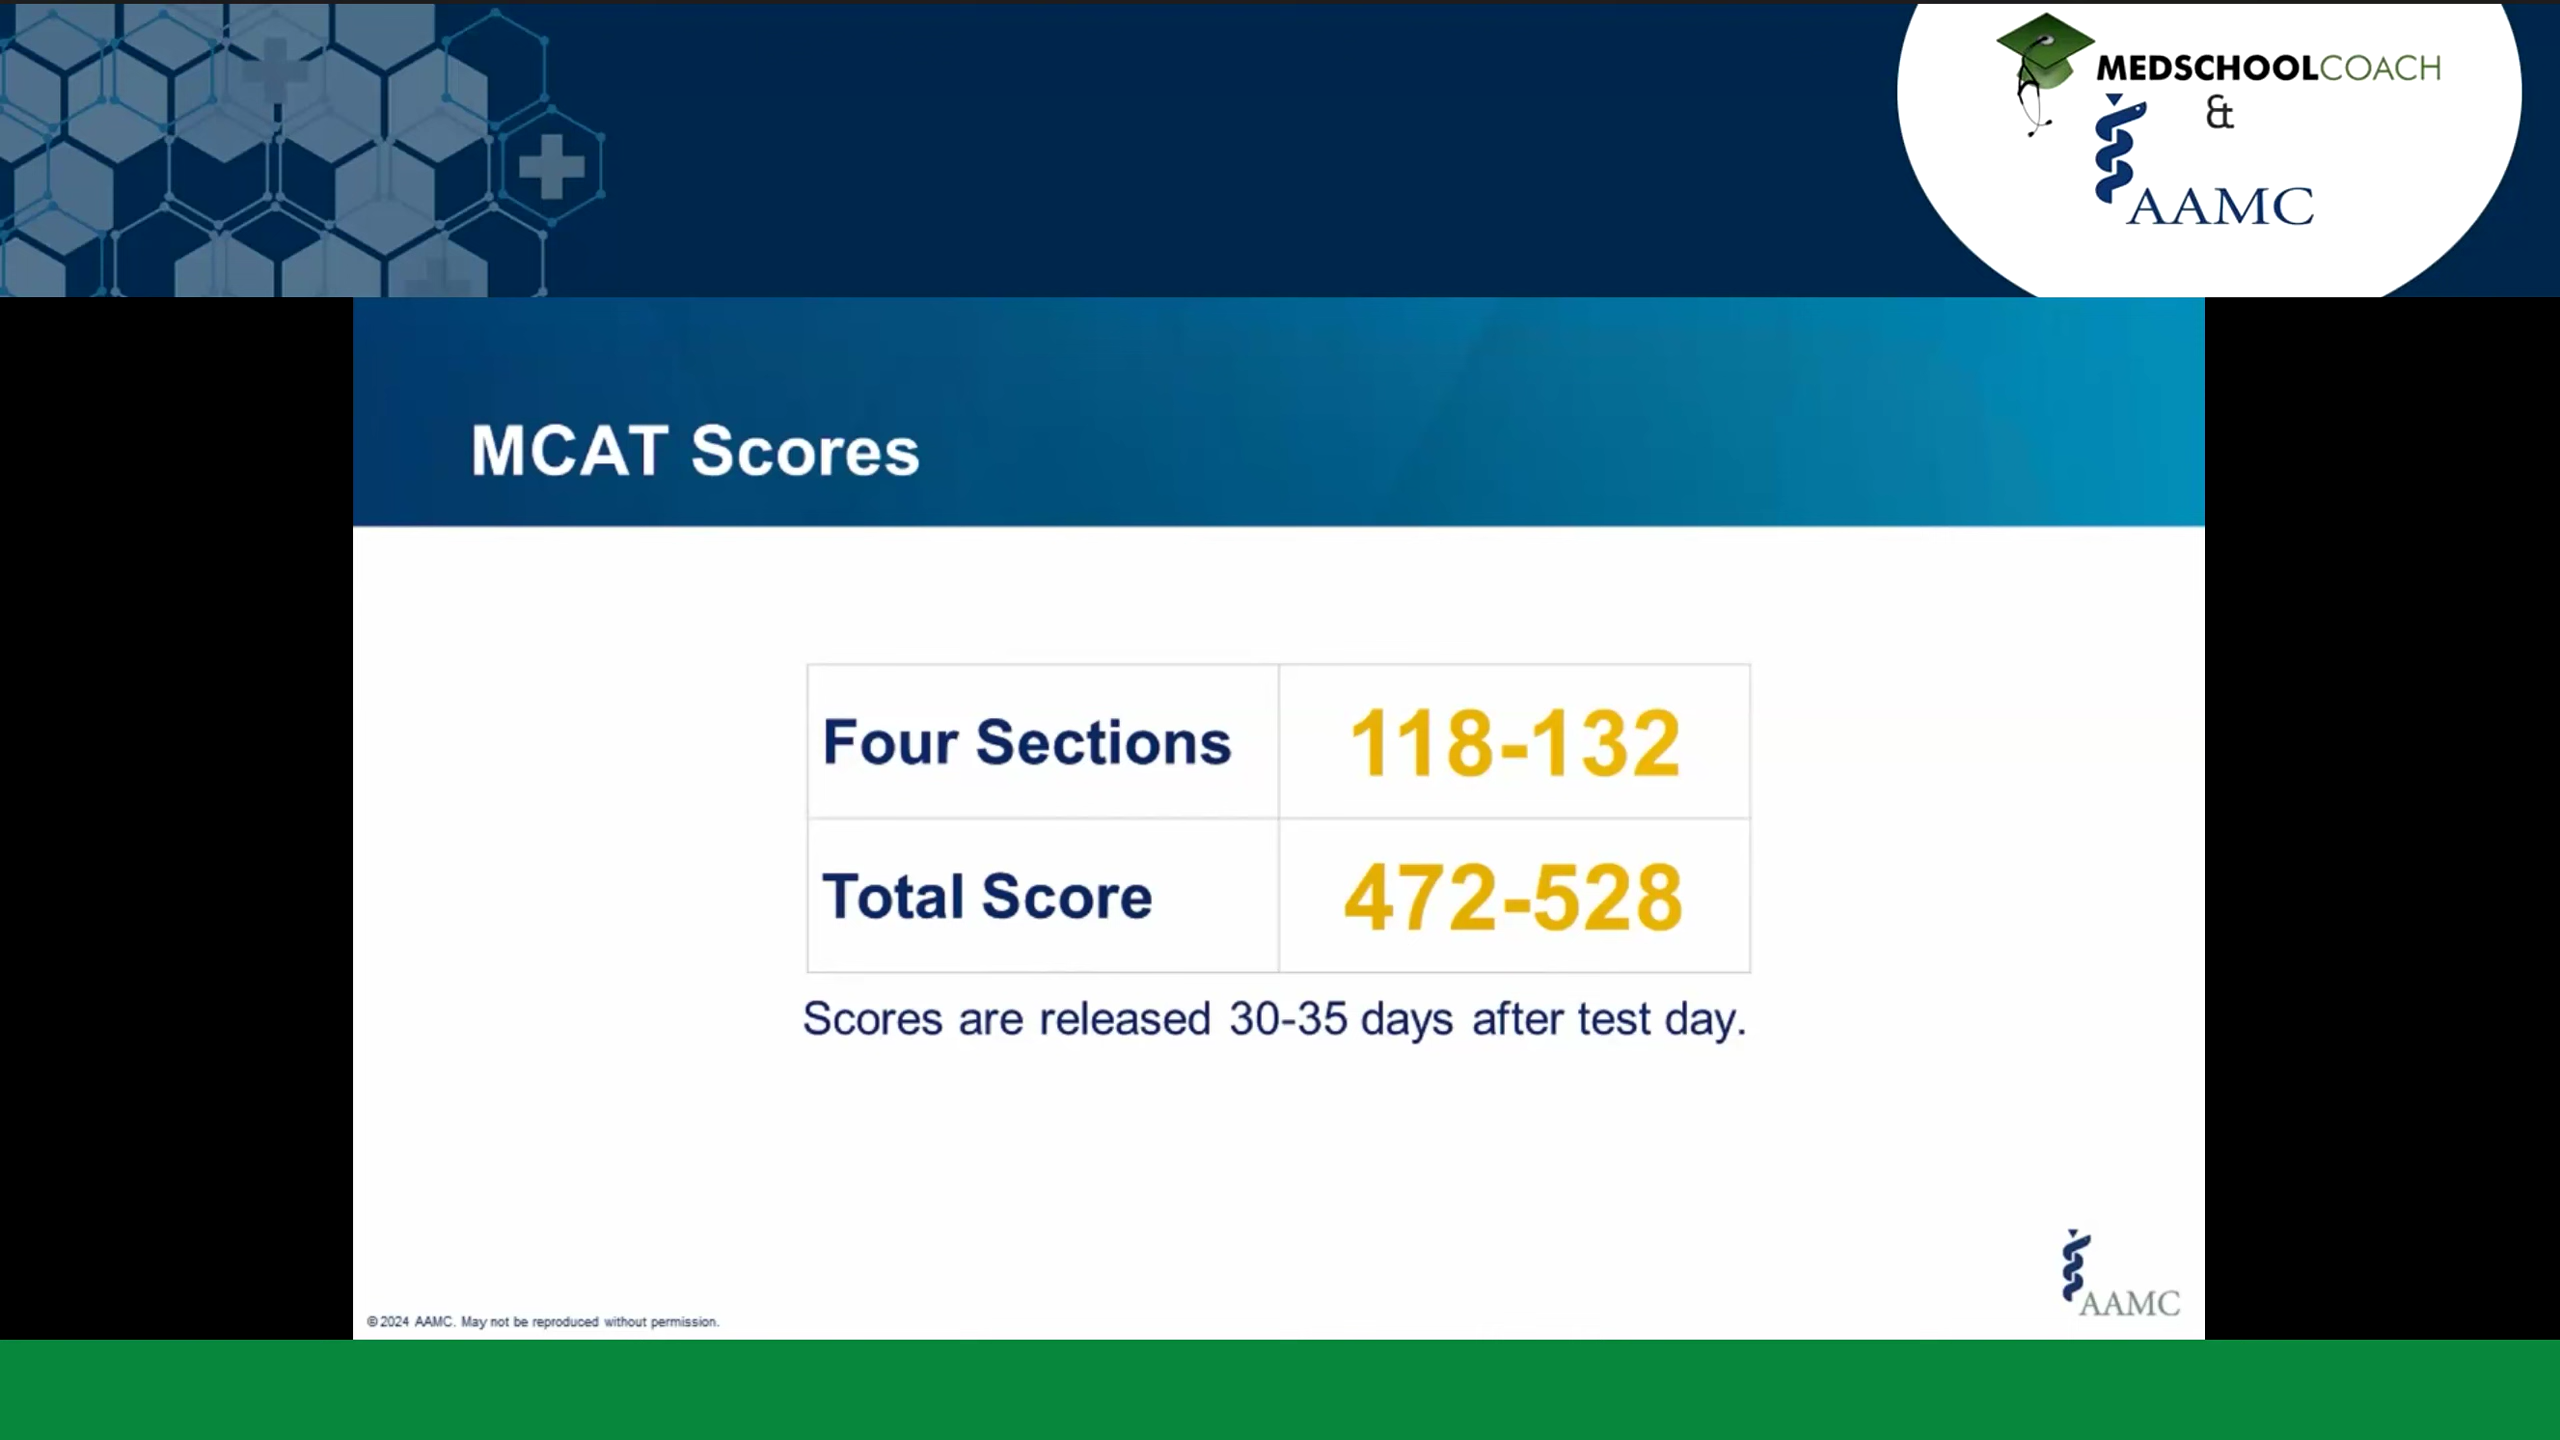 MEDSCHOOLCOACH
&
AAMC
MCAT Scores
Four Sections 118-132
Total Score 472-528
Scores are released 30-35 days after test day.
AAMC
© 2024 AAMC. May not be reproduced without permission.